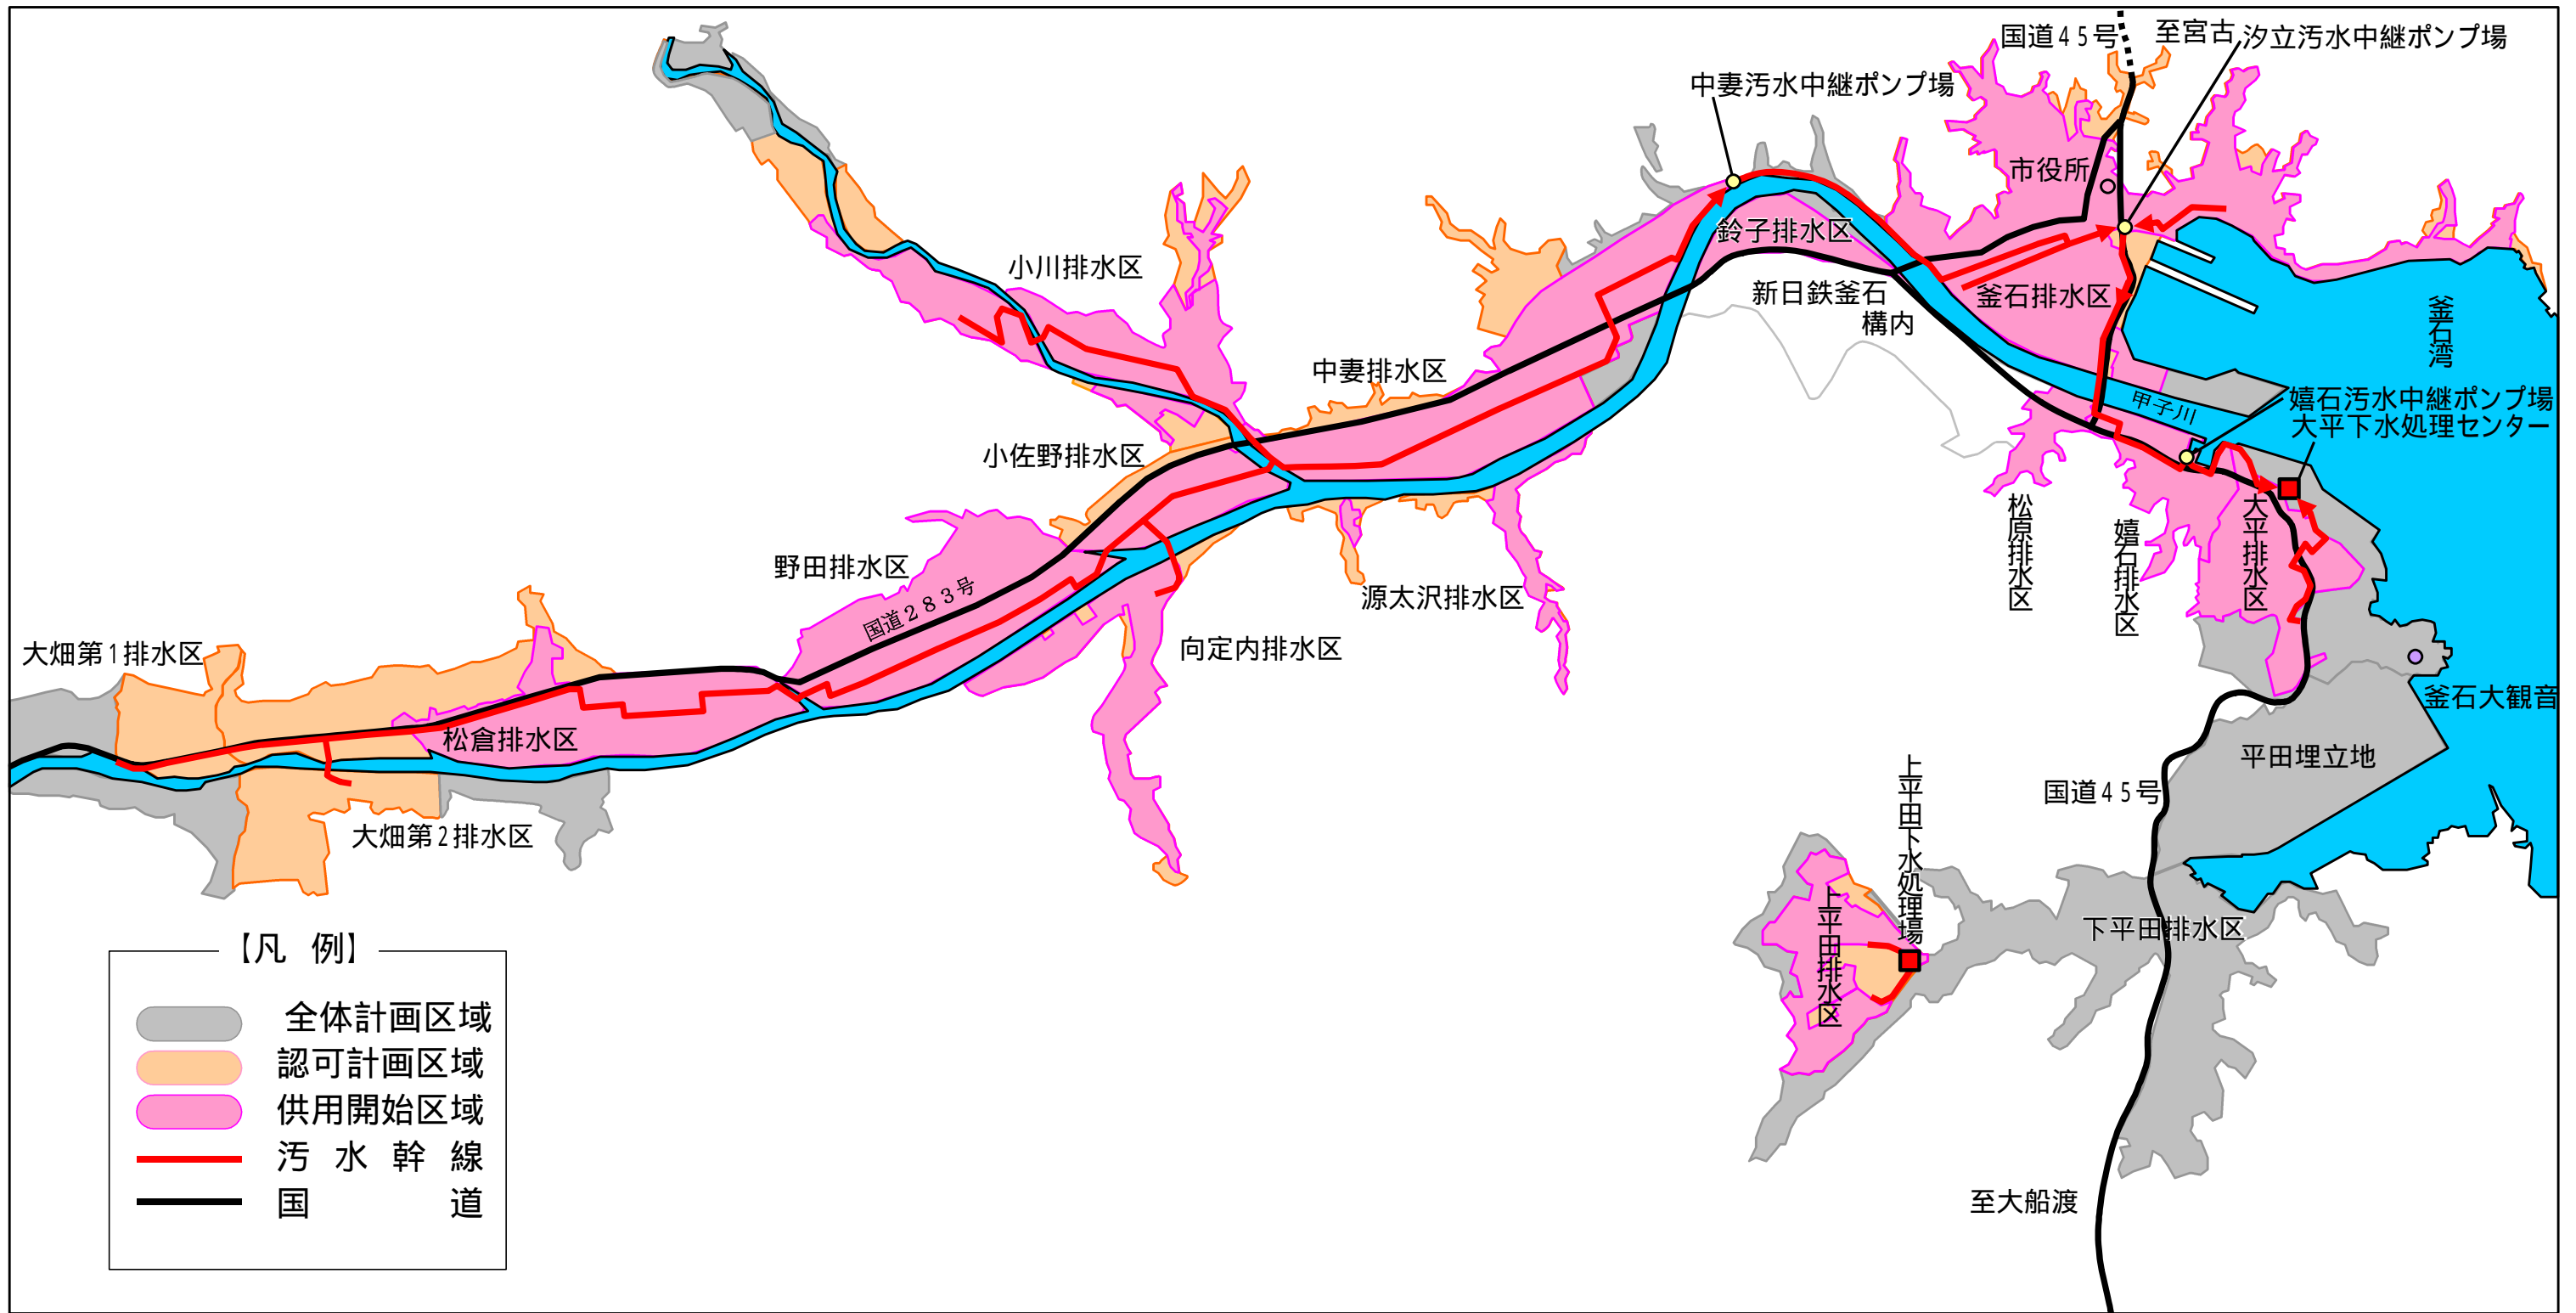 国道45号
至宮古
汐立汚水中継ポンプ場
中妻汚水中継ポンプ場
市役所
鈴子排水区
小川排水区
新日鉄釜石
構内
釜石排水区
釜石湾
中妻排水区
甲子川
嬉石汚水中継ポンプ場
大平下水処理センター
小佐野排水区
松原排水区
嬉石排水区
大平排水区
野田排水区
国道283号
源太沢排水区
向定内排水区
大畑第1排水区
釜石大観音
松倉排水区
平田埋立地
上平田下水処理場
国道45号
大畑第2排水区
上平田排水区
下平田排水区
【凡 例】
全体計画区域
認可計画区域
供用開始区域
汚水幹線
国道
至大船渡